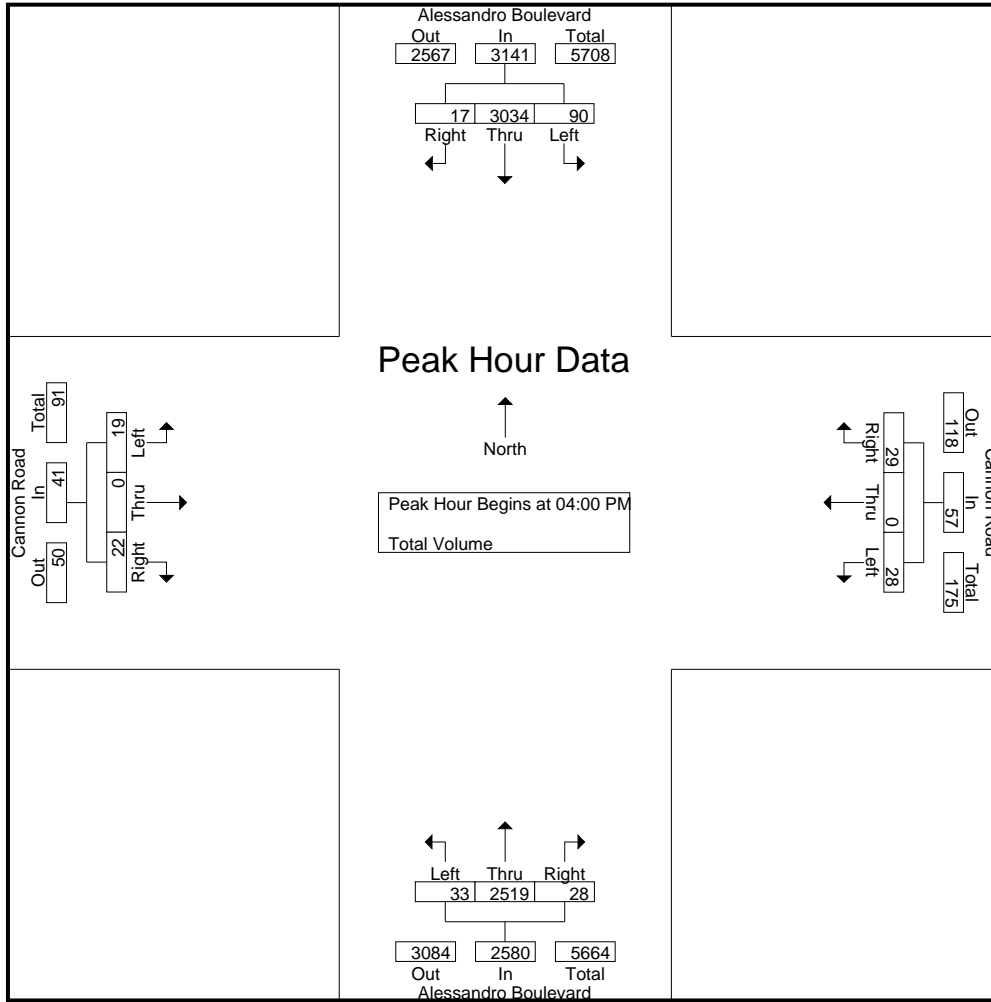 Alessandro Boulevard
Out In Total
2567 3141 5708
17 3034 90
Right Thru Left
Peak Hour Data
North
Peak Hour Begins at 04:00 PM
Total Volume
Cannon Road
Total In Out
91 41 50
19 0 22
Left Thru Right
Cannon Road
Out In Total
118 57 175
29 0 28
Right Thru Left
Left Thru Right
33 2519 28
3084 2580 5664
Out In Total
Alessandro Boulevard